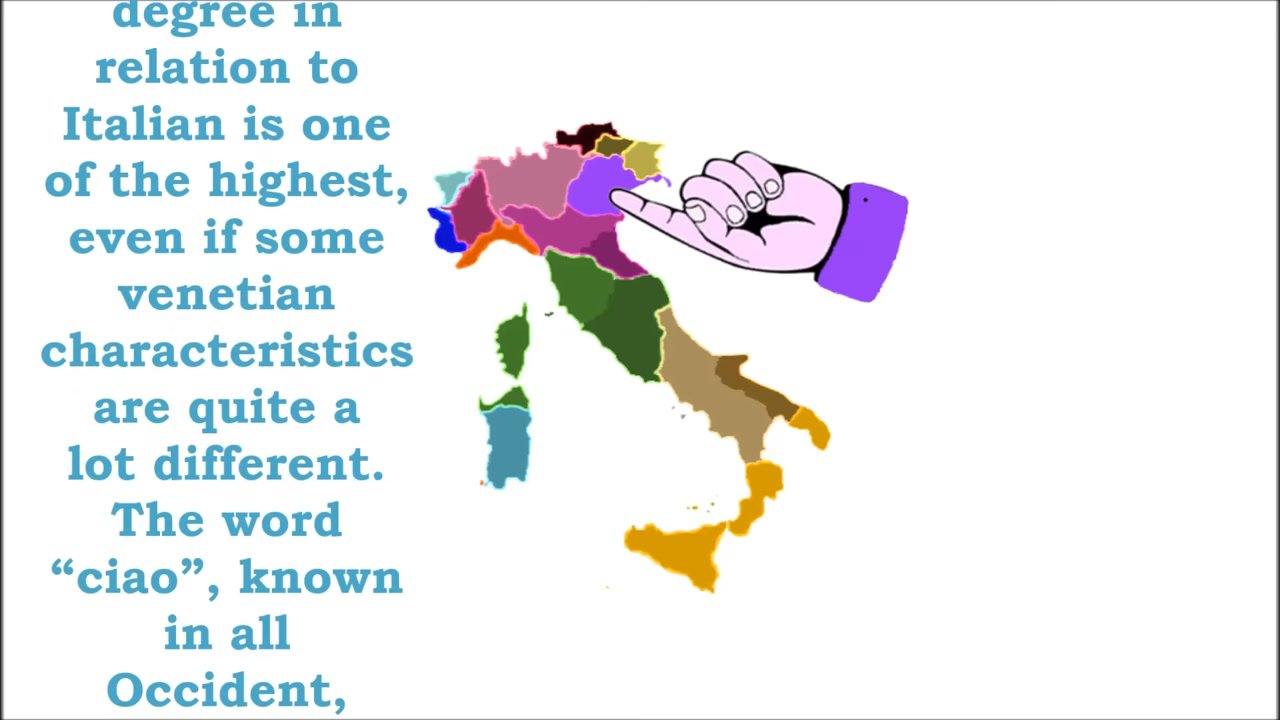 degree in
relation to
Italian is one
of the highest,
even if some
venetian
characteristics
are quite a
lot different.
The word
“ciao”, known
in all
Occident,